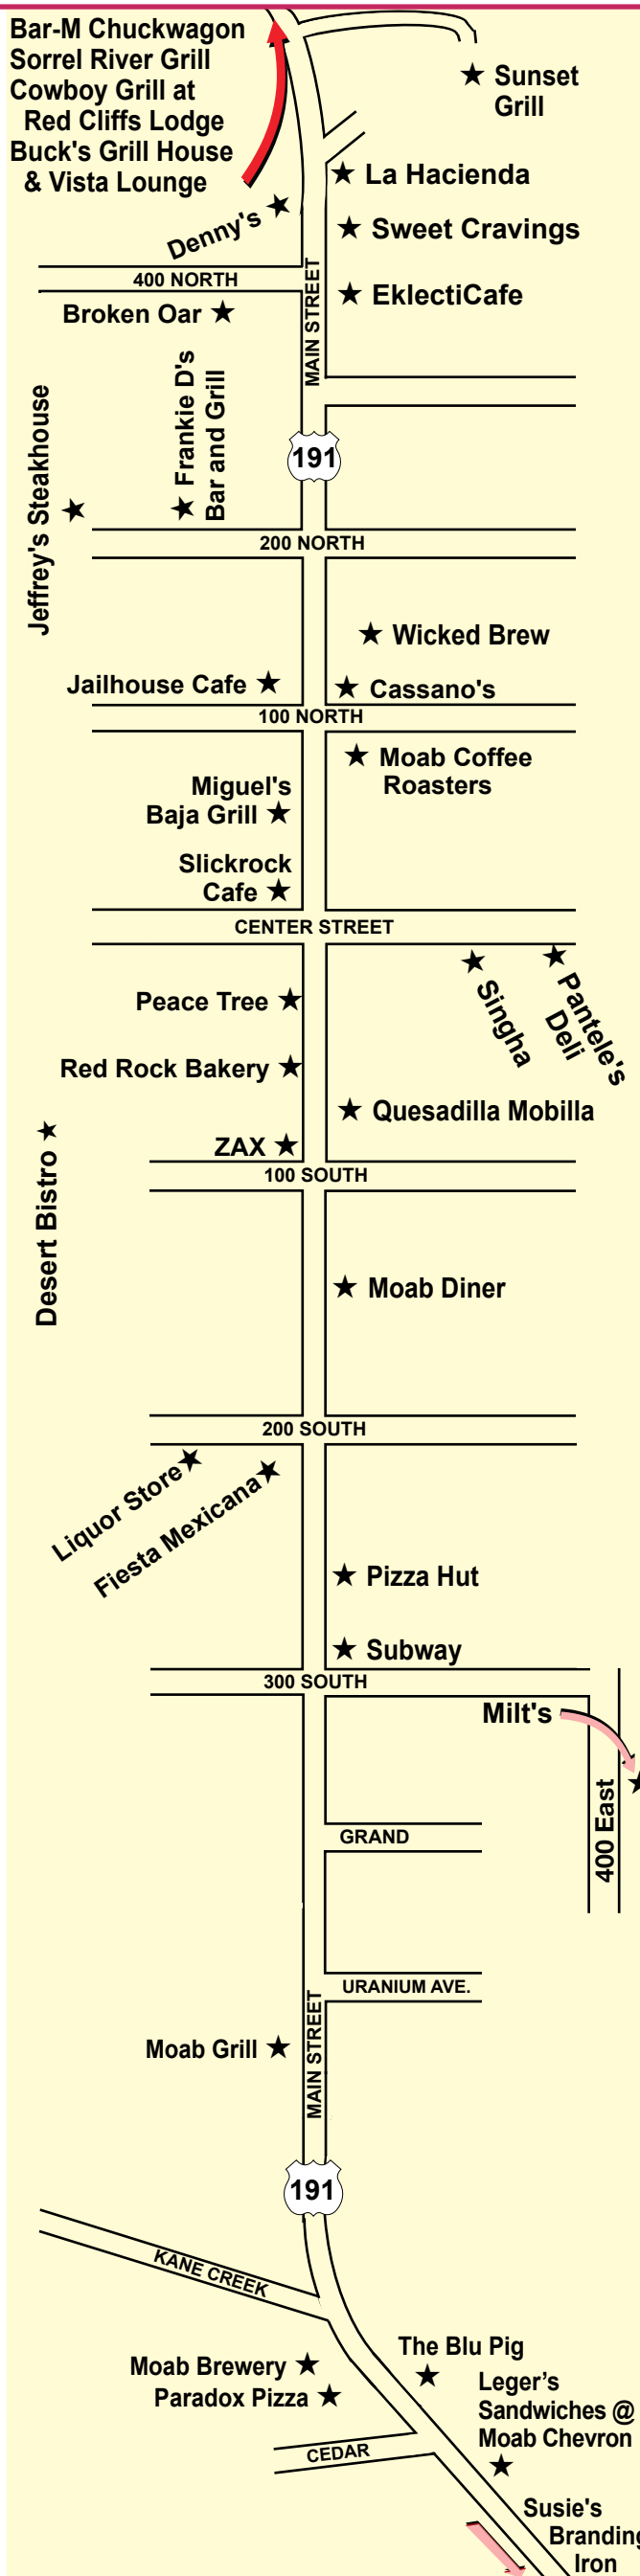 Bar-M Chuckwagon
Sorrel River Grill
Cowboy Grill at
Red Cliffs Lodge
Buck's Grill House
& Vista Lounge
Sunset
Grill
La Hacienda
Denny's
Sweet Cravings
400 NORTH
MAIN STREET
EklectiCafe
Broken Oar
Jeffrey's Steakhouse
Frankie D's
Bar and Grill
191
200 NORTH
Wicked Brew
Jailhouse Cafe
Cassano's
100 NORTH
Moab Coffee
Roasters
Miguel's
Baja Grill
Slickrock
Cafe
CENTER STREET
Singha
Pantele's
Deli
Peace Tree
Red Rock Bakery
Quesadilla Mobilla
ZAX
Desert Bistro
100 SOUTH
Moab Diner
200 SOUTH
Liquor Store
Fiesta Mexicana
Pizza Hut
Subway
300 SOUTH
Milt's
400 East
GRAND
URANIUM AVE.
MAIN STREET
Moab Grill
191
KANE CREEK
The Blu Pig
Moab Brewery
Paradox Pizza
Leger’s
Sandwiches @
Moab Chevron
CEDAR
Susie's
Branding
Iron